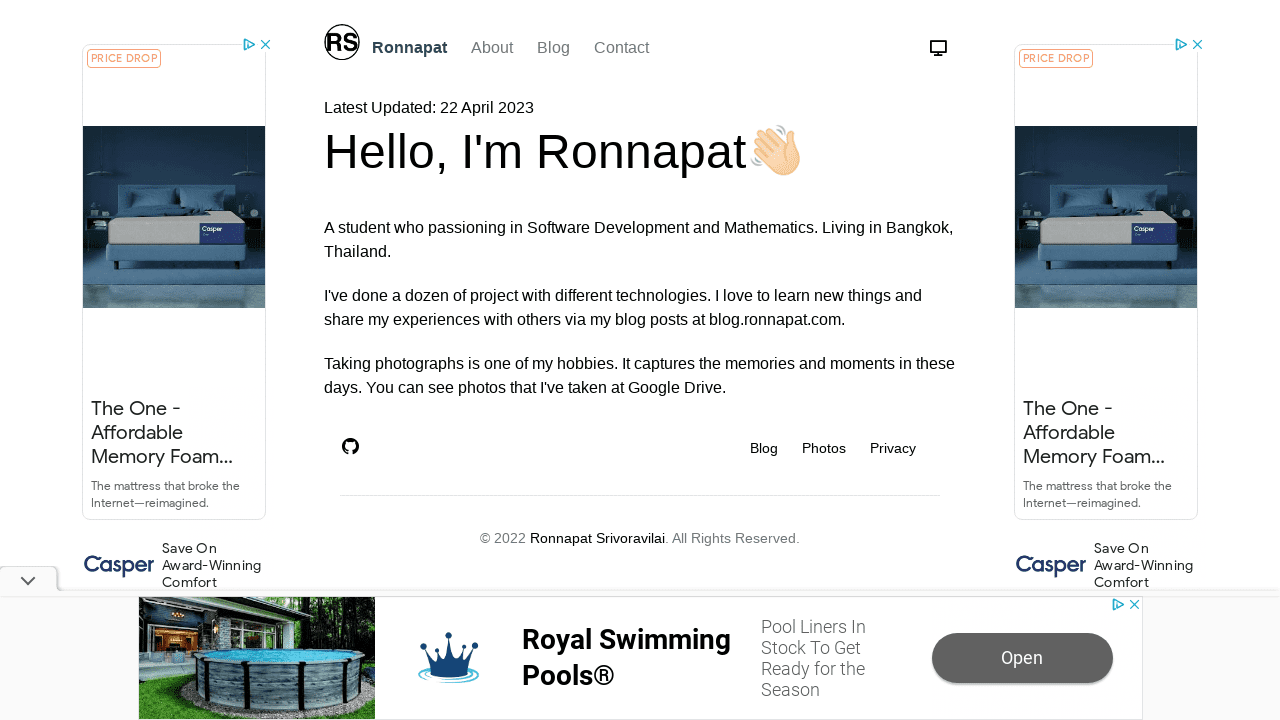 RS Ronnapat About Blog Contact
Latest Updated: 22 April 2023
Hello, I'm Ronnapat👋🏻
A student who passioning in Software Development and Mathematics. Living in Bangkok,
Thailand.
I've done a dozen of project with different technologies. I love to learn new things and
share my experiences with others via my blog posts at blog.ronnapat.com.
Taking photographs is one of my hobbies. It captures the memories and moments in these
days. You can see photos that I've taken at Google Drive.
Blog Photos Privacy
© 2022 Ronnapat Srivoravilai. All Rights Reserved.
PRICE DROP
Casper
The One -
Affordable
Memory Foam...
The mattress that broke the
Internet—reimagined.
Casper
Save On
Award-Winning
Comfort
PRICE DROP
Casper
The One -
Affordable
Memory Foam...
The mattress that broke the
Internet—reimagined.
Casper
Save On
Award-Winning
Comfort
Royal Swimming
Pools®
Pool Liners In
Stock To Get
Ready for the
Season
Open